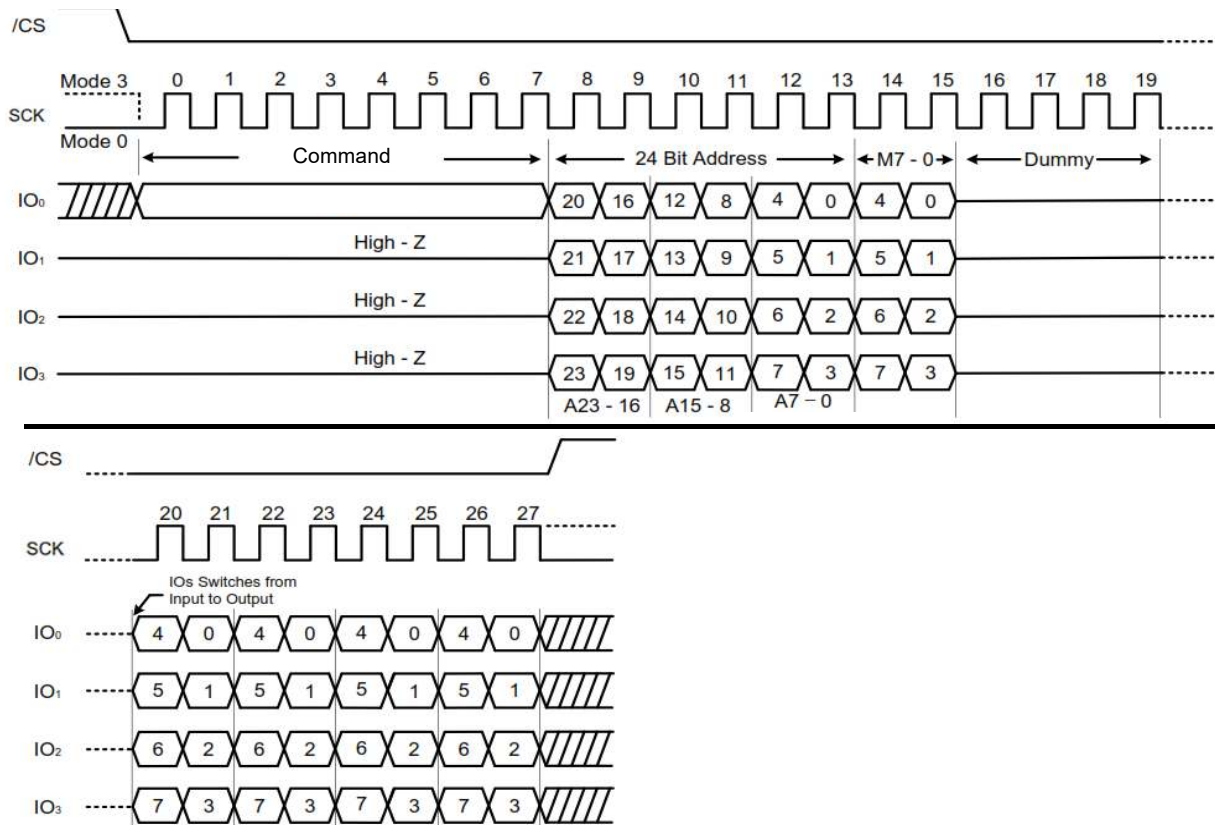 /CS
Mode 3 0 1 2 3 4 5 6 7 8 9 10 11 12 13 14 15 16 17 18 19
SCK
Mode 0
Command 24 Bit Address M7 - 0 Dummy
IO₀ 20 16 12 8 4 0 4 0
High - Z
IO₁ 21 17 13 9 5 1 5 1
High - Z
IO₂ 22 18 14 10 6 2 6 2
High - Z
IO₃ 23 19 15 11 7 3 7 3
A23 - 16 A15 - 8 A7 – 0
/CS
20 21 22 23 24 25 26 27
SCK
IOs Switches from
Input to Output
IO₀ 4 0 4 0 4 0 4 0
IO₁ 5 1 5 1 5 1 5 1
IO₂ 6 2 6 2 6 2 6 2
IO₃ 7 3 7 3 7 3 7 3